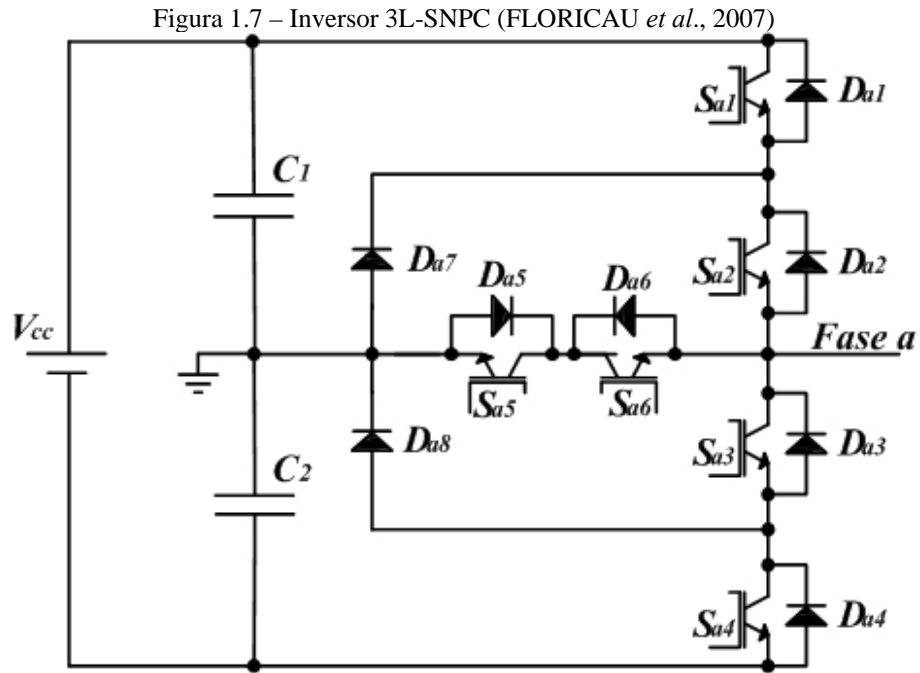 Figura 1.7 – Inversor 3L-SNPC (FLORICAU et al., 2007)
Sa1
Da1
C1
Da7
Sa2
Da2
Da5
Da6
Vcc
Fase a
Sa5
Sa6
Da8
Sa3
Da3
C2
Sa4
Da4